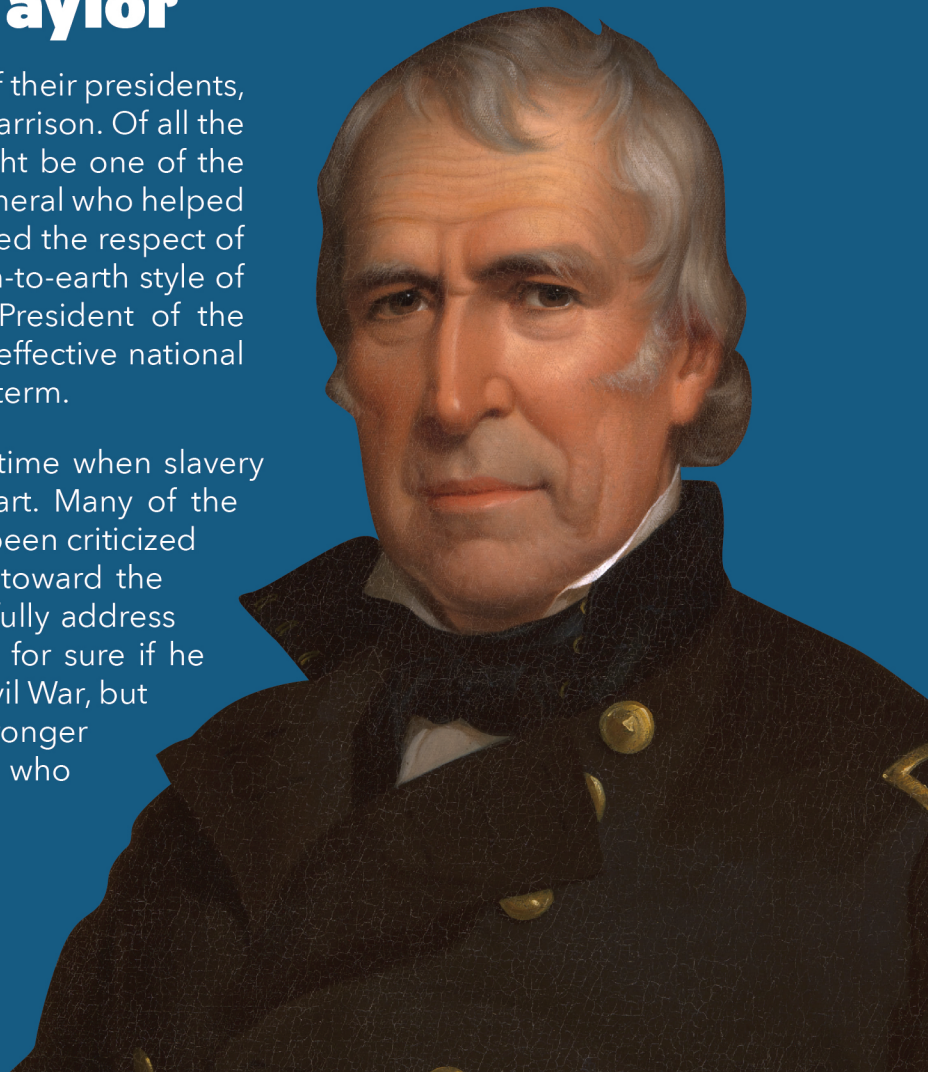 aylor
f their presidents,
arrison. Of all the
ht be one of the
neral who helped
ed the respect of
n-to-earth style of
President of the
effective national
term.
time when slavery
art. Many of the
been criticized
toward the
fully address
for sure if he
vil War, but
onger
who